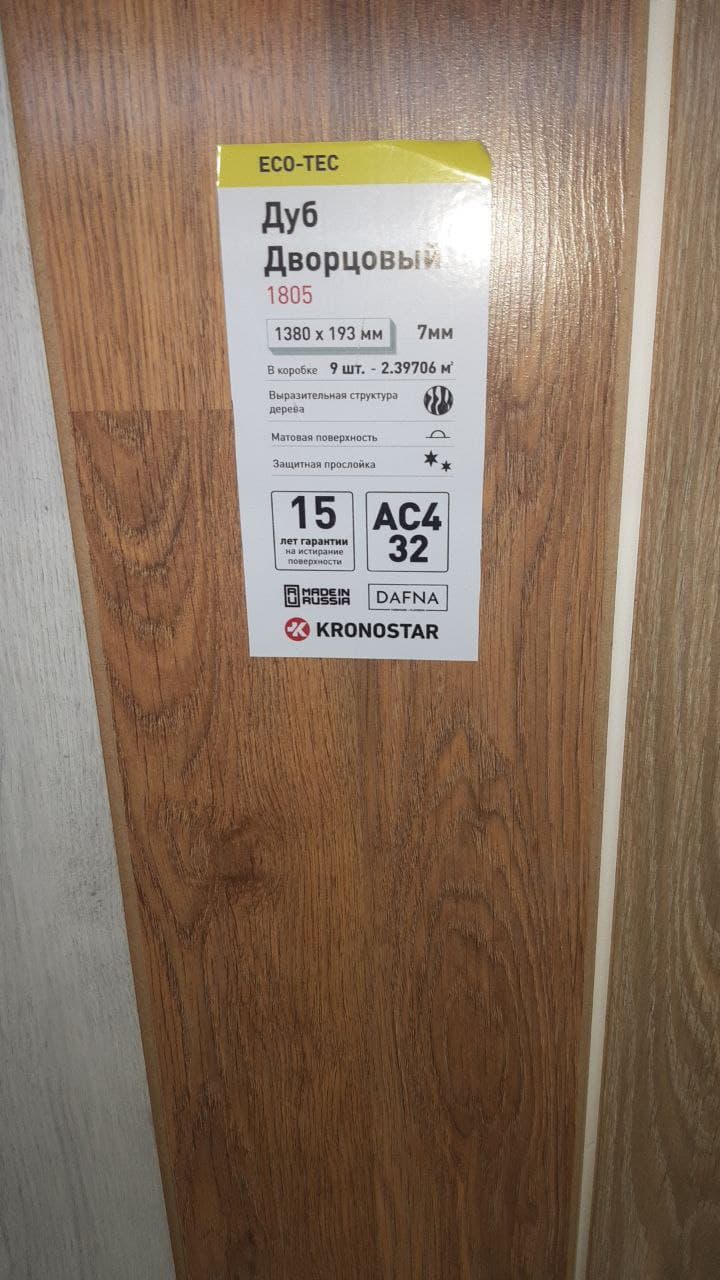 ECO-TEC
Дуб
Дворцовый
1805
1380 x 193 мм 7мм
В коробке 9 шт. - 2.39706 м²
Выразительная структура
дерева
Матовая поверхность
Защитная прослойка
15
лет гарантии
на истирание
поверхности
AC4
32
MADE IN
RUSSIA
DAFNA
KRONOSTAR